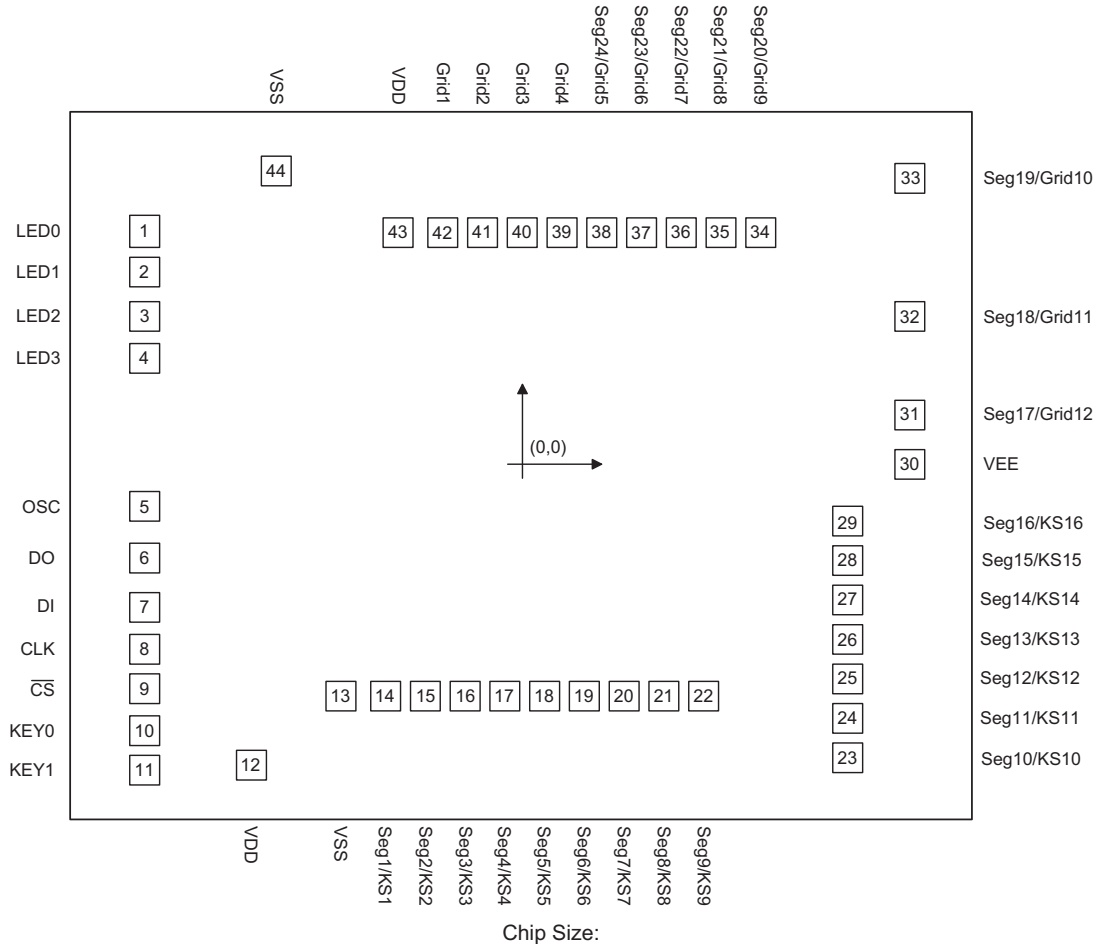 VSS
VDD
Grid1
Grid2
Grid3
Grid4
Seg24/Grid5
Seg23/Grid6
Seg22/Grid7
Seg21/Grid8
Seg20/Grid9
44
33 Seg19/Grid10
LED0 1
43 42 41 40 39 38 37 36 35 34
LED1 2
LED2 3
32 Seg18/Grid11
LED3 4
31 Seg17/Grid12
(0,0)
30 VEE
OSC 5
29 Seg16/KS16
DO 6
28 Seg15/KS15
DI 7
27 Seg14/KS14
CLK 8
26 Seg13/KS13
CS 9
25 Seg12/KS12
13 14 15 16 17 18 19 20 21 22
KEY0 10
24 Seg11/KS11
KEY1 11
12
23 Seg10/KS10
VDD
VSS
Seg1/KS1
Seg2/KS2
Seg3/KS3
Seg4/KS4
Seg5/KS5
Seg6/KS6
Seg7/KS7
Seg8/KS8
Seg9/KS9
Chip Size: